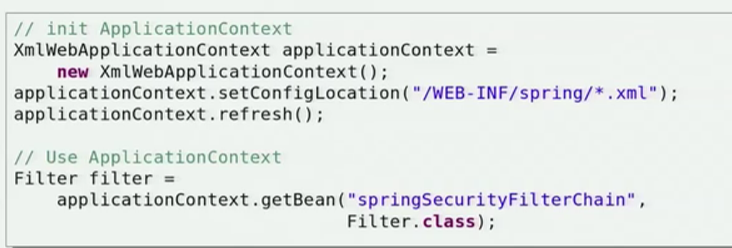 // init ApplicationContext
XmlWebApplicationContext applicationContext =
    new XmlWebApplicationContext();
applicationContext.setConfigLocation("/WEB-INF/spring/*.xml");
applicationContext.refresh();

// Use ApplicationContext
Filter filter =
    applicationContext.getBean("springSecurityFilterChain",
                               Filter.class);